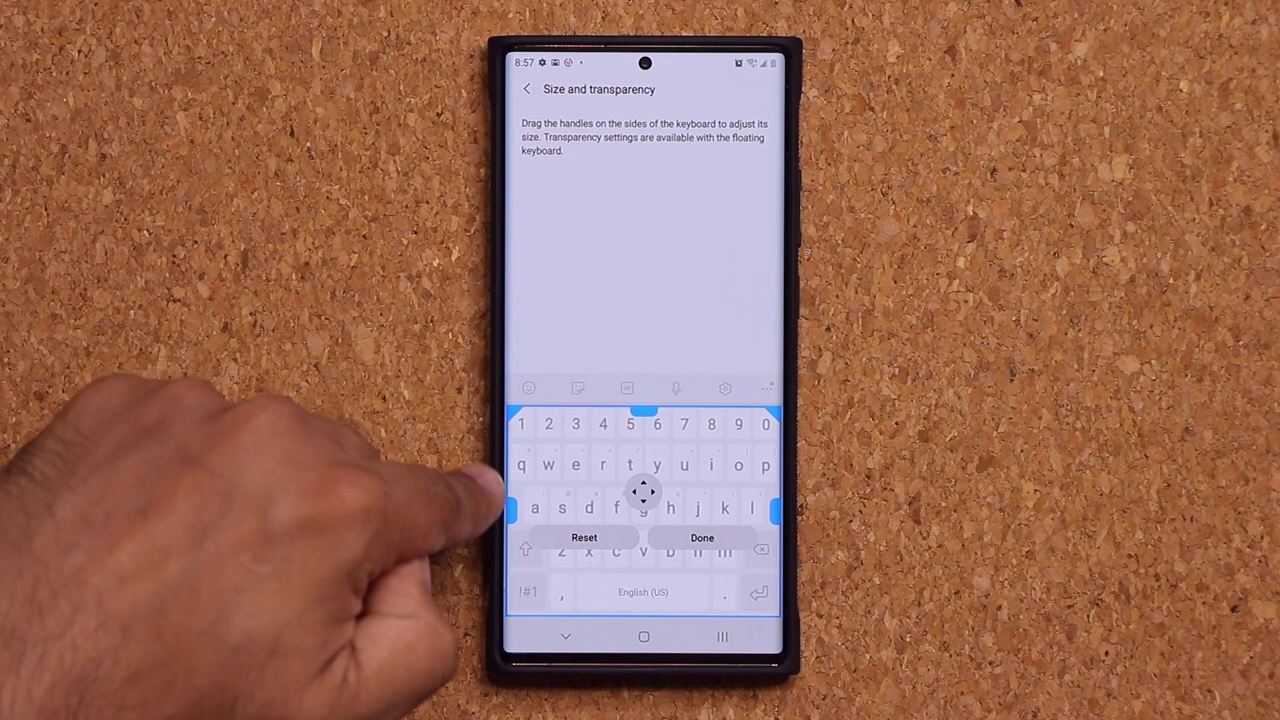 8:57
Size and transparency
Drag the handles on the sides of the keyboard to adjust its
size. Transparency settings are available with the floating
keyboard.
GIF
1 2 3 4 5 6 7 8 9 0
q w e r t y u i o p
a s d f g h j k l
Reset Done
z x c v b n m
!#1 , English (US) .